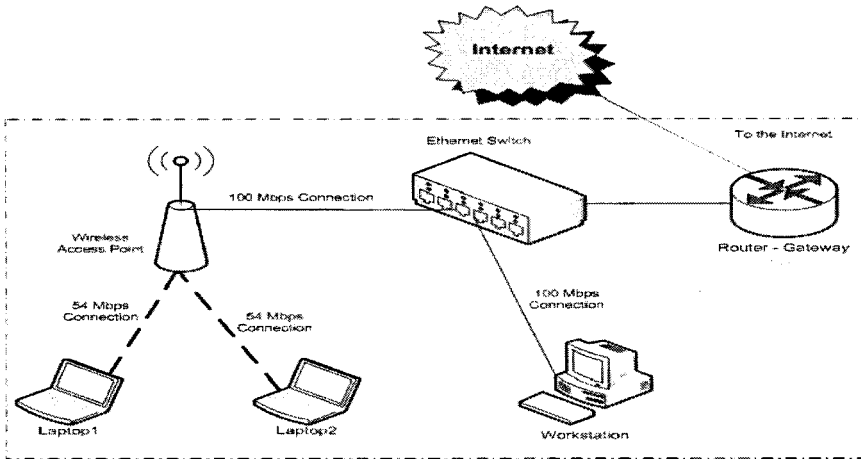 Internet
Ethernet Switch
To the Internet
100 Mbps Connection
Wireless
Access Point
Router - Gateway
54 Mbps
Connection
54 Mbps
Connection
100 Mbps
Connection
Laptop1
Laptop2
Workstation